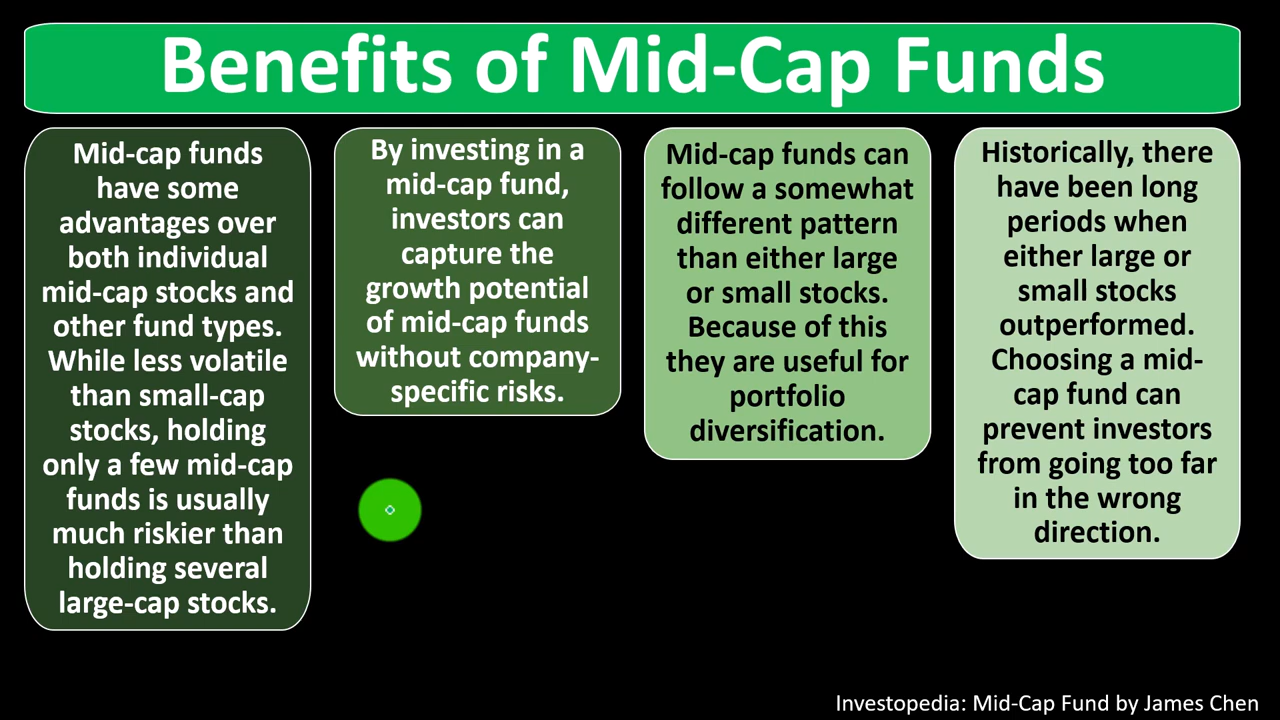 Benefits of Mid-Cap Funds
Mid-cap funds
have some
advantages over
both individual
mid-cap stocks and
other fund types.
While less volatile
than small-cap
stocks, holding
only a few mid-cap
funds is usually
much riskier than
holding several
large-cap stocks.
By investing in a
mid-cap fund,
investors can
capture the
growth potential
of mid-cap funds
without company-
specific risks.
Mid-cap funds can
follow a somewhat
different pattern
than either large
or small stocks.
Because of this
they are useful for
portfolio
diversification.
Historically, there
have been long
periods when
either large or
small stocks
outperformed.
Choosing a mid-
cap fund can
prevent investors
from going too far
in the wrong
direction.
Investopedia: Mid-Cap Fund by James Chen